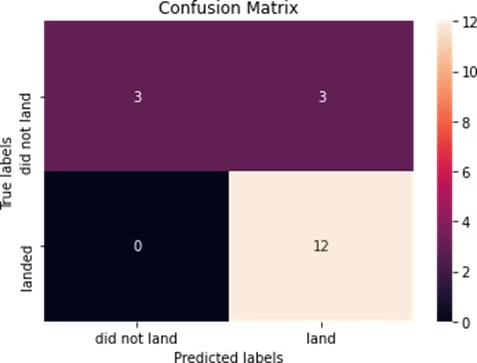 Confusion Matrix
True labels
did not land
landed
3
3
0
12
did not land
land
Predicted labels
12
10
8
6
4
2
0